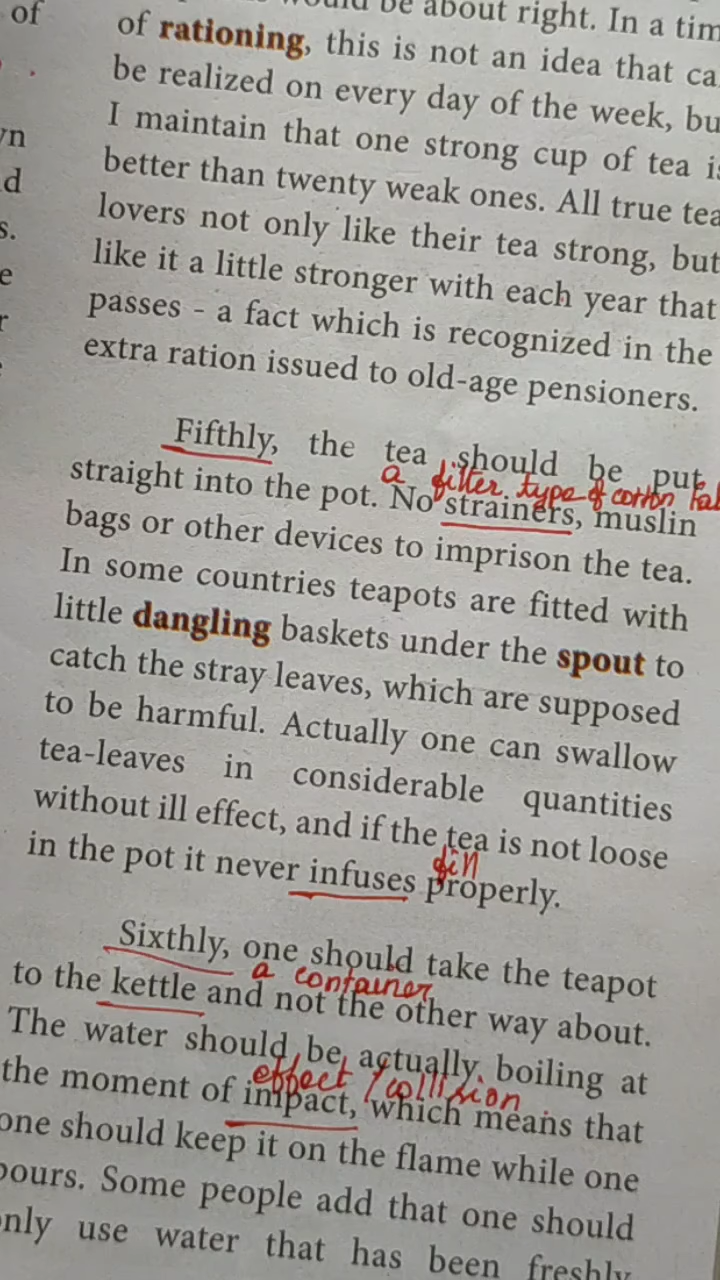 of
of rationing, this is not an idea that ca
be realized on every day of the week, bu
I maintain that one strong cup of tea is
better than twenty weak ones. All true tea
lovers not only like their tea strong, but
like it a little stronger with each year that
passes - a fact which is recognized in the
extra ration issued to old-age pensioners.
Fifthly, the tea should be put
a filter type of cotton
straight into the pot. No strainers, muslin
bags or other devices to imprison the tea.
In some countries teapots are fitted with
little dangling baskets under the spout to
catch the stray leaves, which are supposed
to be harmful. Actually one can swallow
tea-leaves in considerable quantities
without ill effect, and if the tea is not loose
fill
in the pot it never infuses properly.
Sixthly, one should take the teapot
a container
to the kettle and not the other way about.
The water should be actually boiling at
effect / collision
the moment of impact, which means that
one should keep it on the flame while one
pours. Some people add that one should
only use water that has been freshly